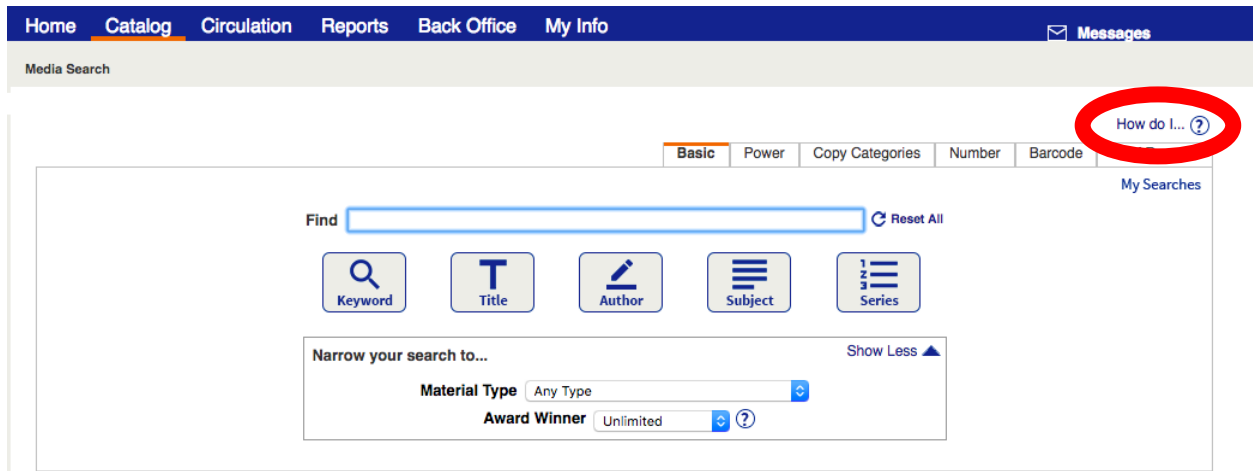 Home Catalog Circulation Reports Back Office My Info Messages
Media Search
How do I... ?
Basic Power Copy Categories Number Barcode
My Searches
Find Reset All
Keyword Title Author Subject Series
Narrow your search to... Show Less
Material Type Any Type
Award Winner Unlimited ?